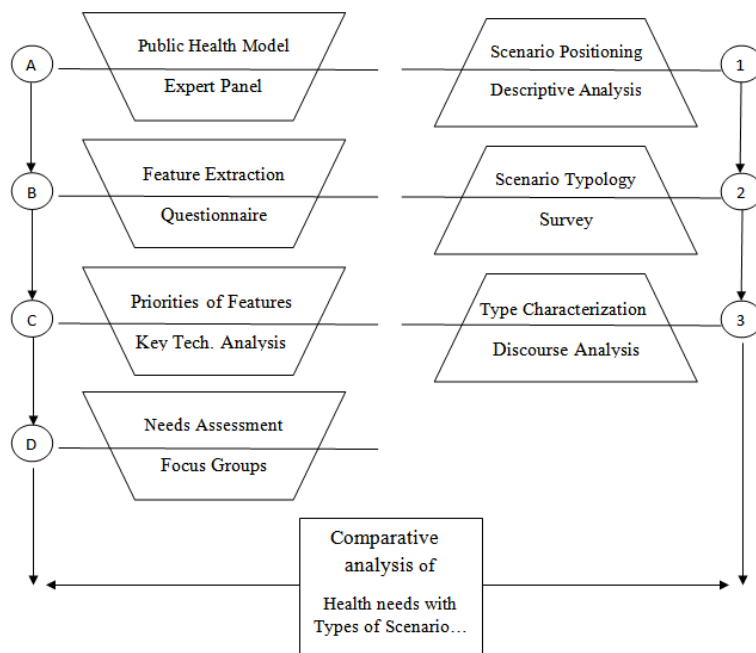 A
Public Health Model
Expert Panel
Scenario Positioning
Descriptive Analysis
1
B
Feature Extraction
Questionnaire
Scenario Typology
Survey
2
C
Priorities of Features
Key Tech. Analysis
Type Characterization
Discourse Analysis
3
D
Needs Assessment
Focus Groups
Comparative
analysis of
Health needs with
Types of Scenario…